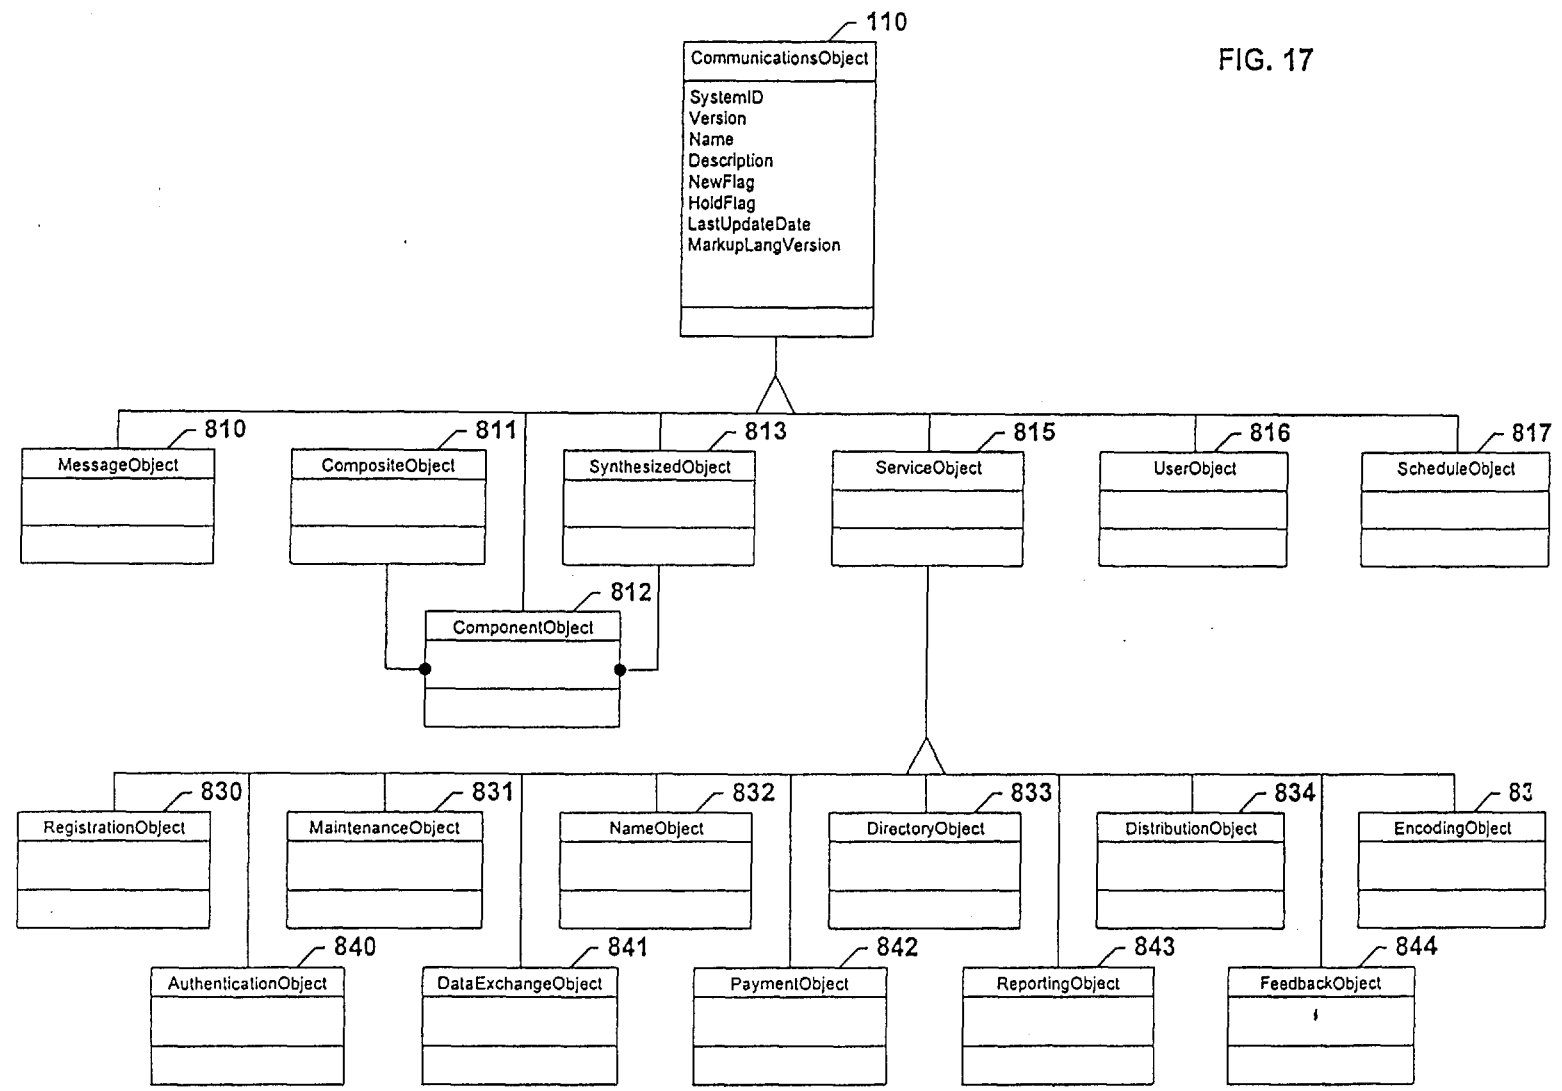 110
FIG. 17
CommunicationsObject
SystemID
Version
Name
Description
NewFlag
HoldFlag
LastUpdateDate
MarkupLangVersion
810
811
813
815
816
817
MessageObject
CompositeObject
SynthesizedObject
ServiceObject
UserObject
ScheduleObject
812
ComponentObject
830
831
832
833
834
83
RegistrationObject
MaintenanceObject
NameObject
DirectoryObject
DistributionObject
EncodingObject
840
841
842
843
844
AuthenticationObject
DataExchangeObject
PaymentObject
ReportingObject
FeedbackObject